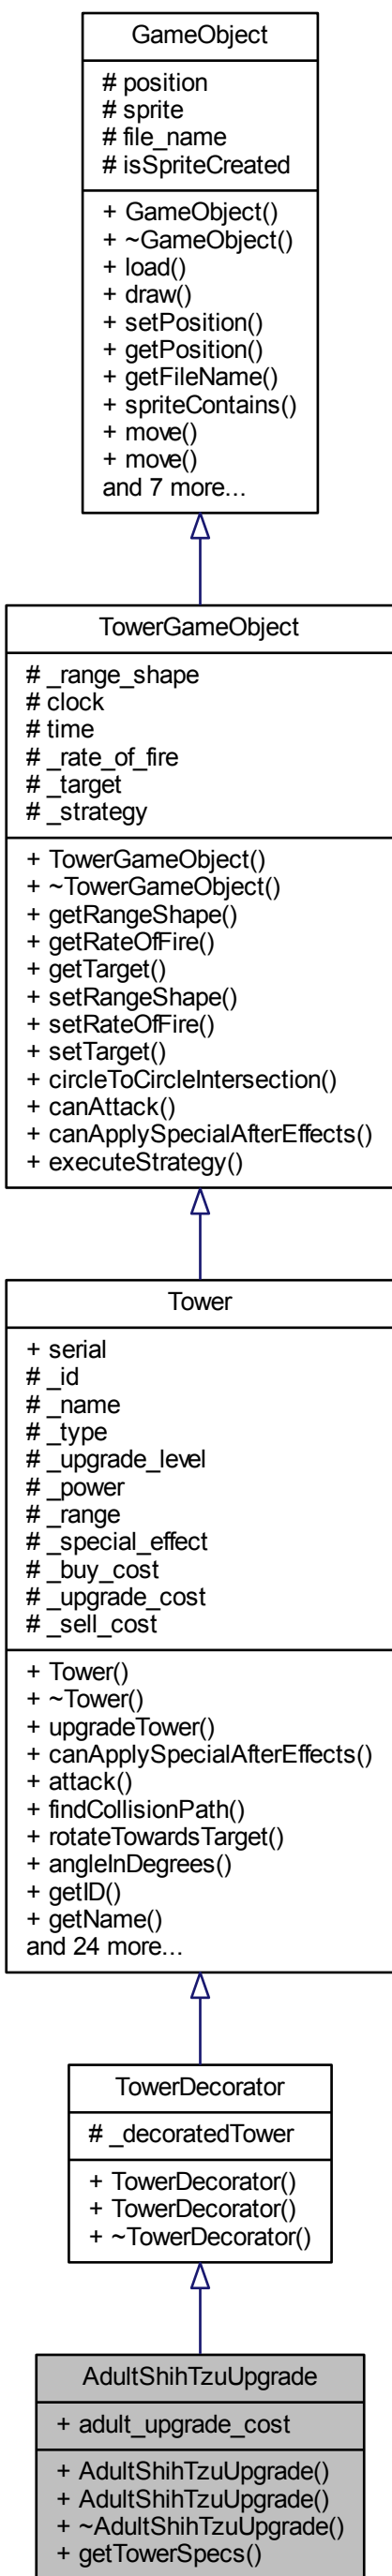 GameObject
# position
# sprite
# file_name
# isSpriteCreated
+ GameObject()
+ ~GameObject()
+ load()
+ draw()
+ setPosition()
+ getPosition()
+ getFileName()
+ spriteContains()
+ move()
+ move()
and 7 more...
TowerGameObject
# _range_shape
# clock
# time
# _rate_of_fire
# _target
# _strategy
+ TowerGameObject()
+ ~TowerGameObject()
+ getRangeShape()
+ getRateOfFire()
+ getTarget()
+ setRangeShape()
+ setRateOfFire()
+ setTarget()
+ circleToCircleIntersection()
+ canAttack()
+ canApplySpecialAfterEffects()
+ executeStrategy()
Tower
+ serial
# _id
# _name
# _type
# _upgrade_level
# _power
# _range
# _special_effect
# _buy_cost
# _upgrade_cost
# _sell_cost
+ Tower()
+ ~Tower()
+ upgradeTower()
+ canApplySpecialAfterEffects()
+ attack()
+ findCollisionPath()
+ rotateTowardsTarget()
+ angleInDegrees()
+ getID()
+ getName()
and 24 more...
TowerDecorator
# _decoratedTower
+ TowerDecorator()
+ TowerDecorator()
+ ~TowerDecorator()
AdultShihTzuUpgrade
+ adult_upgrade_cost
+ AdultShihTzuUpgrade()
+ AdultShihTzuUpgrade()
+ ~AdultShihTzuUpgrade()
+ getTowerSpecs()